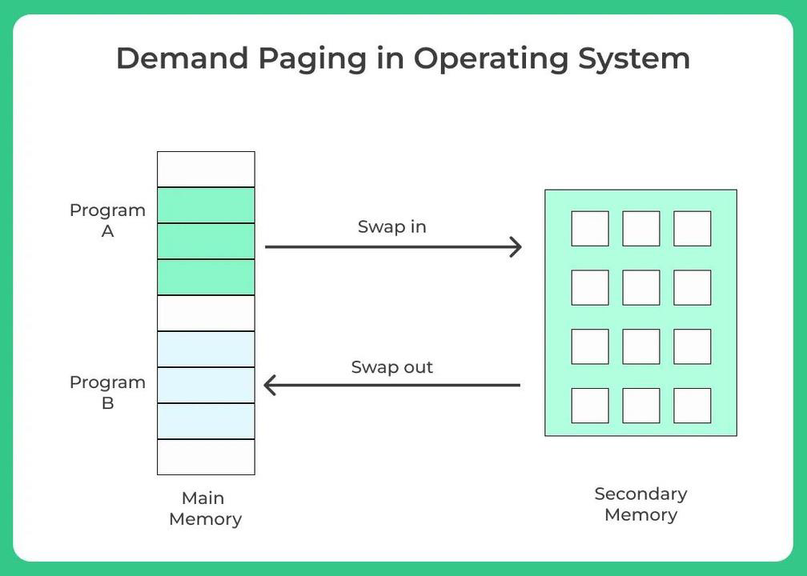 Demand Paging in Operating System
Program
A
Swap in
Swap out
Program
B
Main
Memory
Secondary
Memory